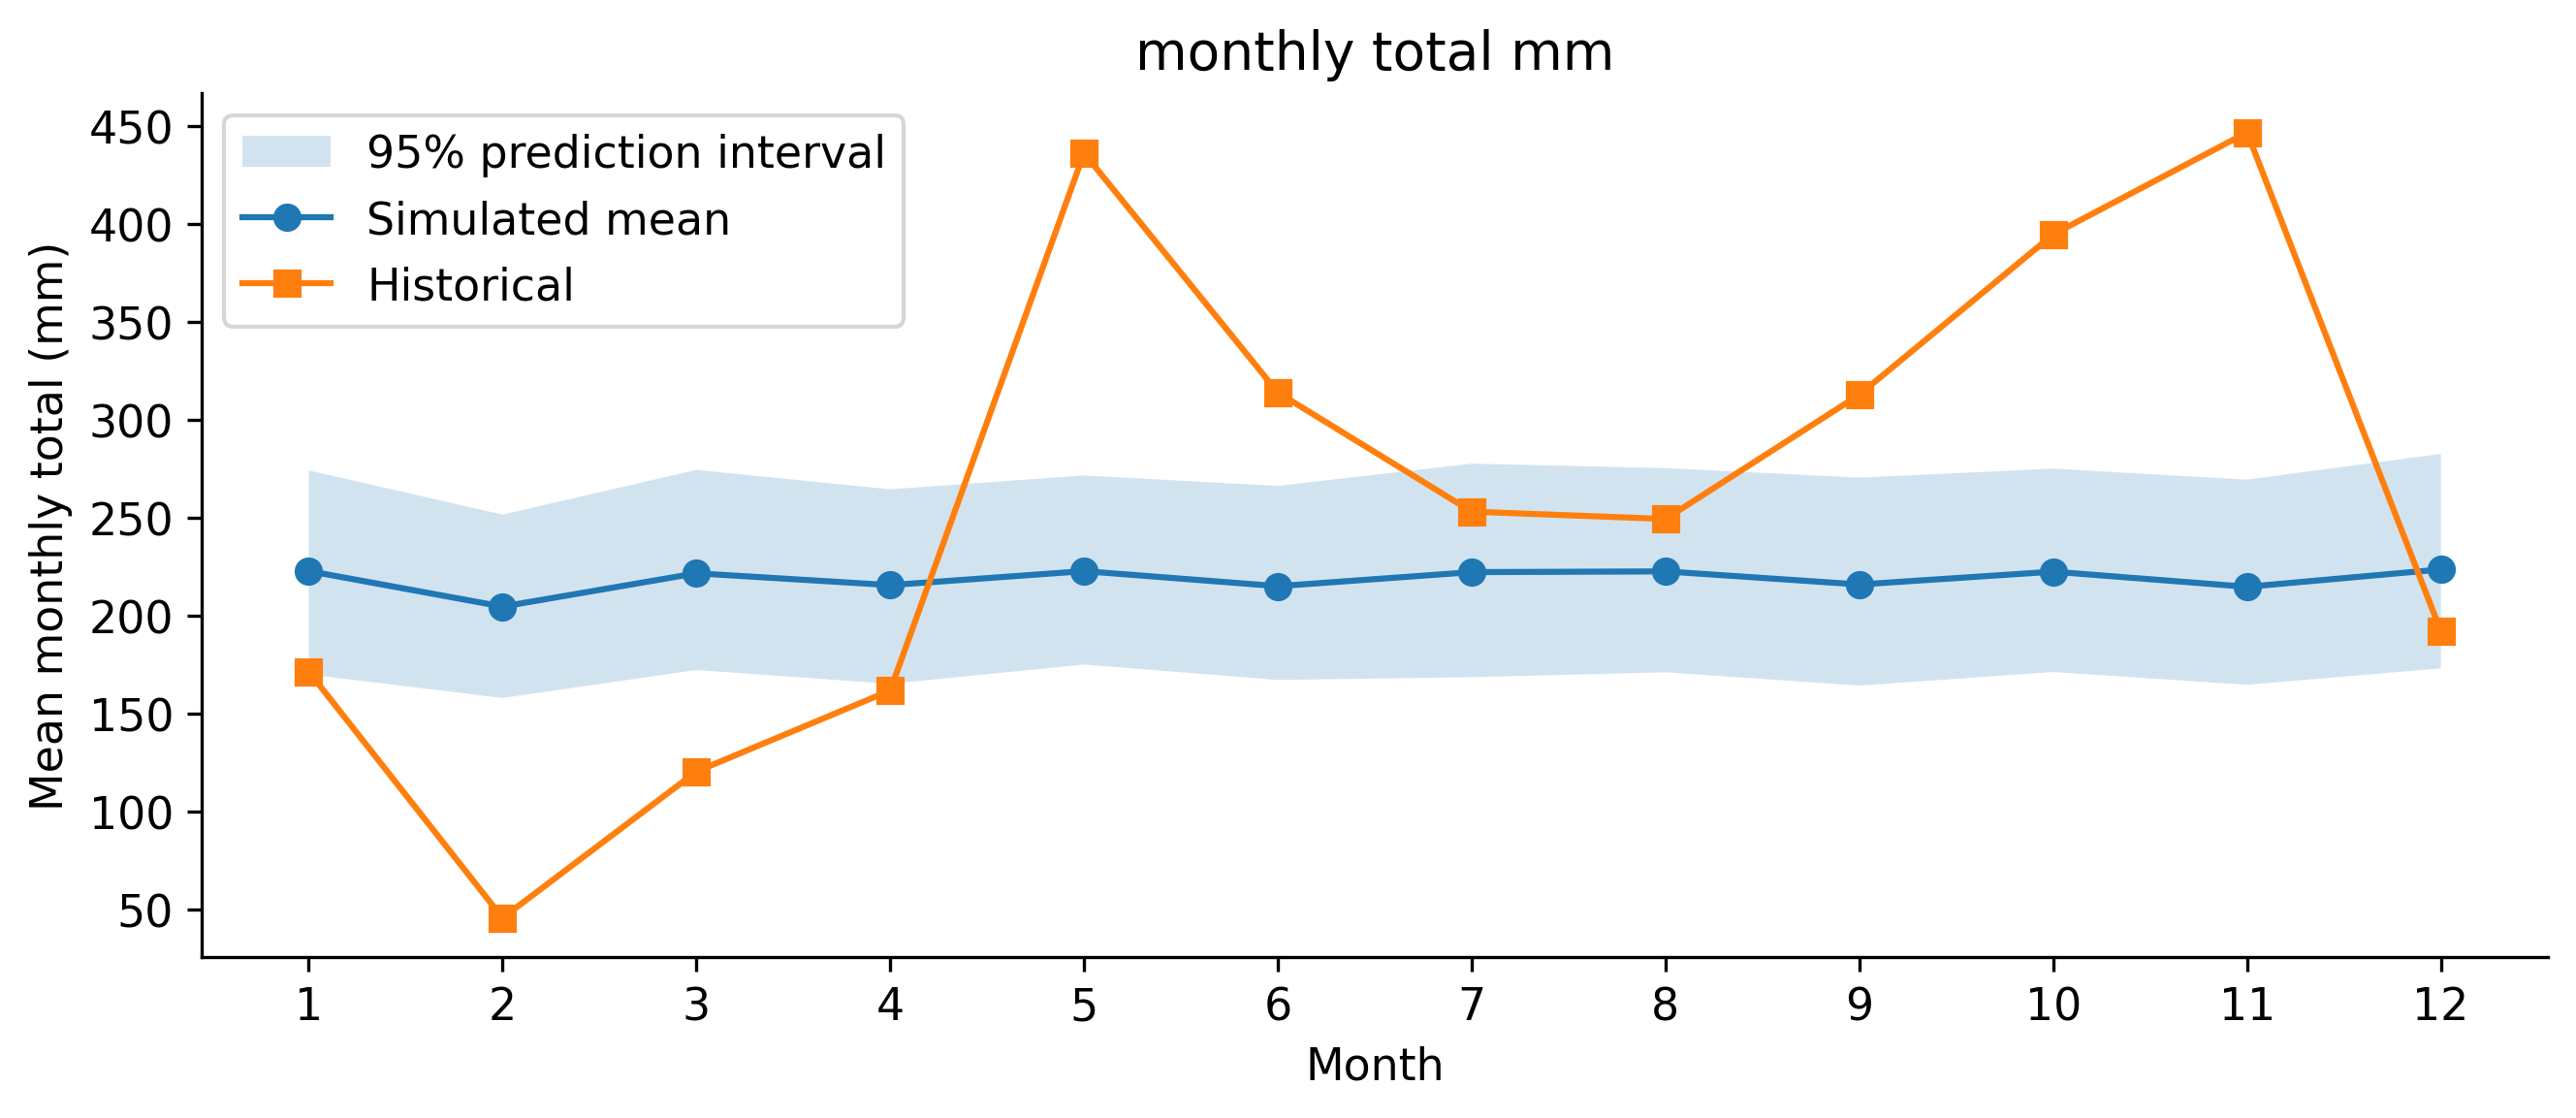 monthly total mm
95% prediction interval
Simulated mean
Historical
Mean monthly total (mm)
450
400
350
300
250
200
150
100
50
1 2 3 4 5 6 7 8 9 10 11 12
Month